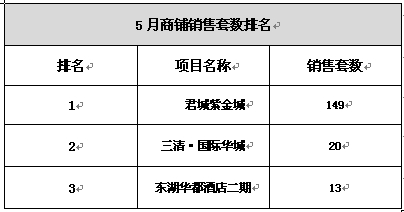 5月商铺销售套数排名
排名 项目名称 销售套数
1 君城紫金城 149
2 三清·国际华城 20
3 东湖华都酒店二期 13